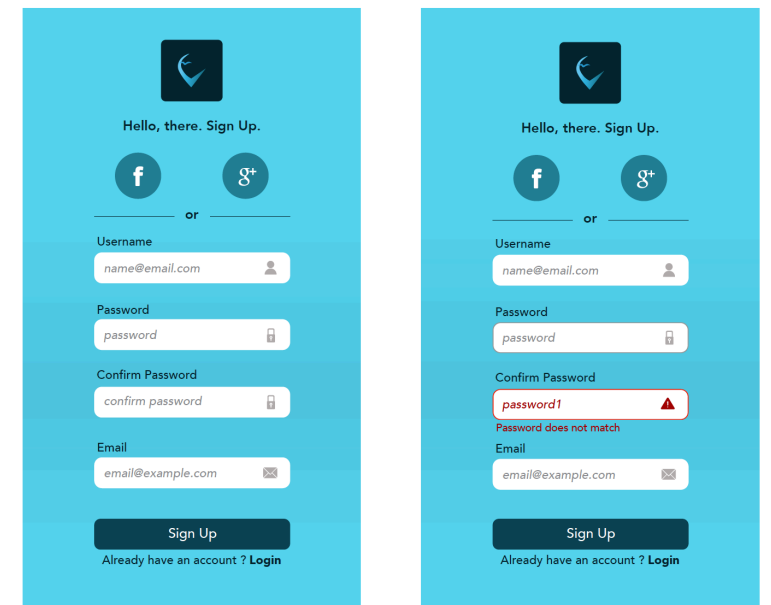 Hello, there. Sign Up.
f
g+
or
Username
name@email.com
Password
password
Confirm Password
confirm password
Email
email@example.com
Sign Up
Already have an account ? Login
Hello, there. Sign Up.
f
g+
or
Username
name@email.com
Password
password
Confirm Password
password1
Password does not match
Email
email@example.com
Sign Up
Already have an account ? Login